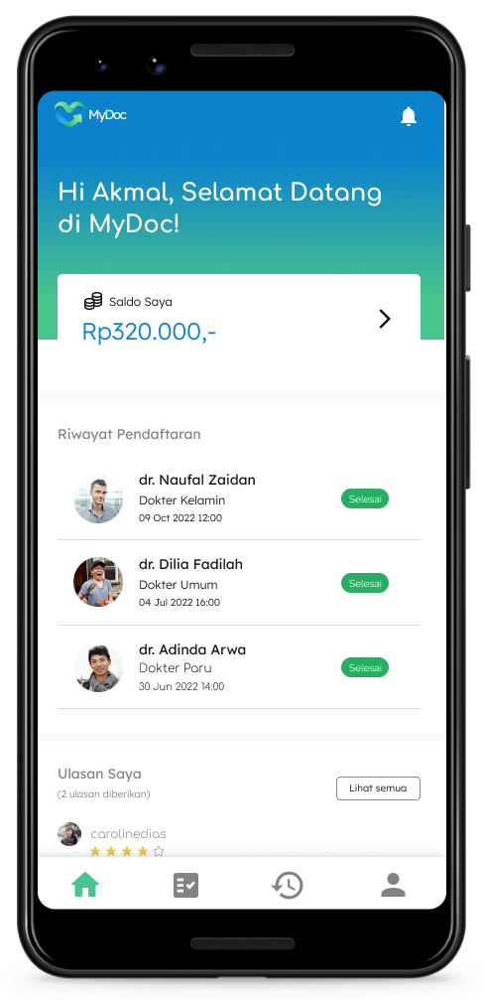 MyDoc
Hi Akmal, Selamat Datang
di MyDoc!
Saldo Saya
Rp320.000,-
Riwayat Pendaftaran
dr. Naufal Zaidan
Dokter Kelamin
09 Oct 2022 12:00
Selesai
dr. Dilia Fadilah
Dokter Umum
04 Jul 2022 16:00
Selesai
dr. Adinda Arwa
Dokter Paru
30 Jun 2022 14:00
Selesai
Ulasan Saya
(2 ulasan diberikan)
Lihat semua
carolinedias